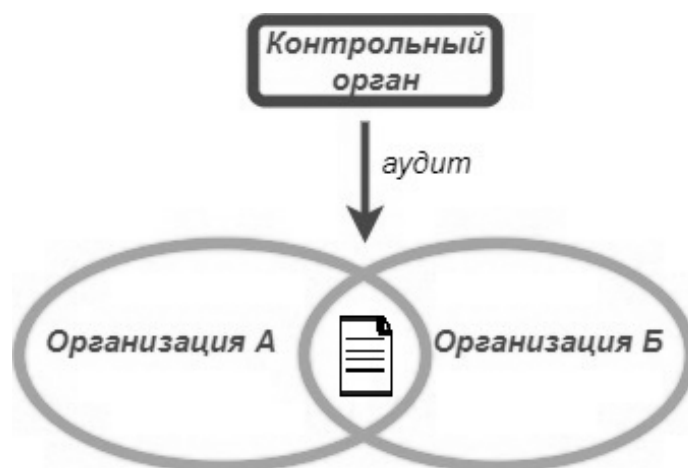 Контрольный
орган
аудит
Организация А
Организация Б